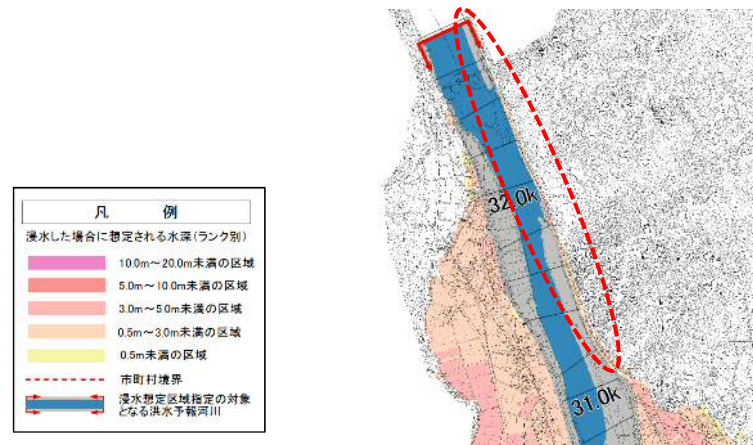 凡例
浸水した場合に想定される水深(ランク別)
10.0m~20.0m未満の区域
5.0m~10.0m未満の区域
3.0m~5.0m未満の区域
0.5m~3.0m未満の区域
0.5m未満の区域
市町村境界
浸水想定区域指定の対象
となる洪水予報河川
32.0k
31.0k